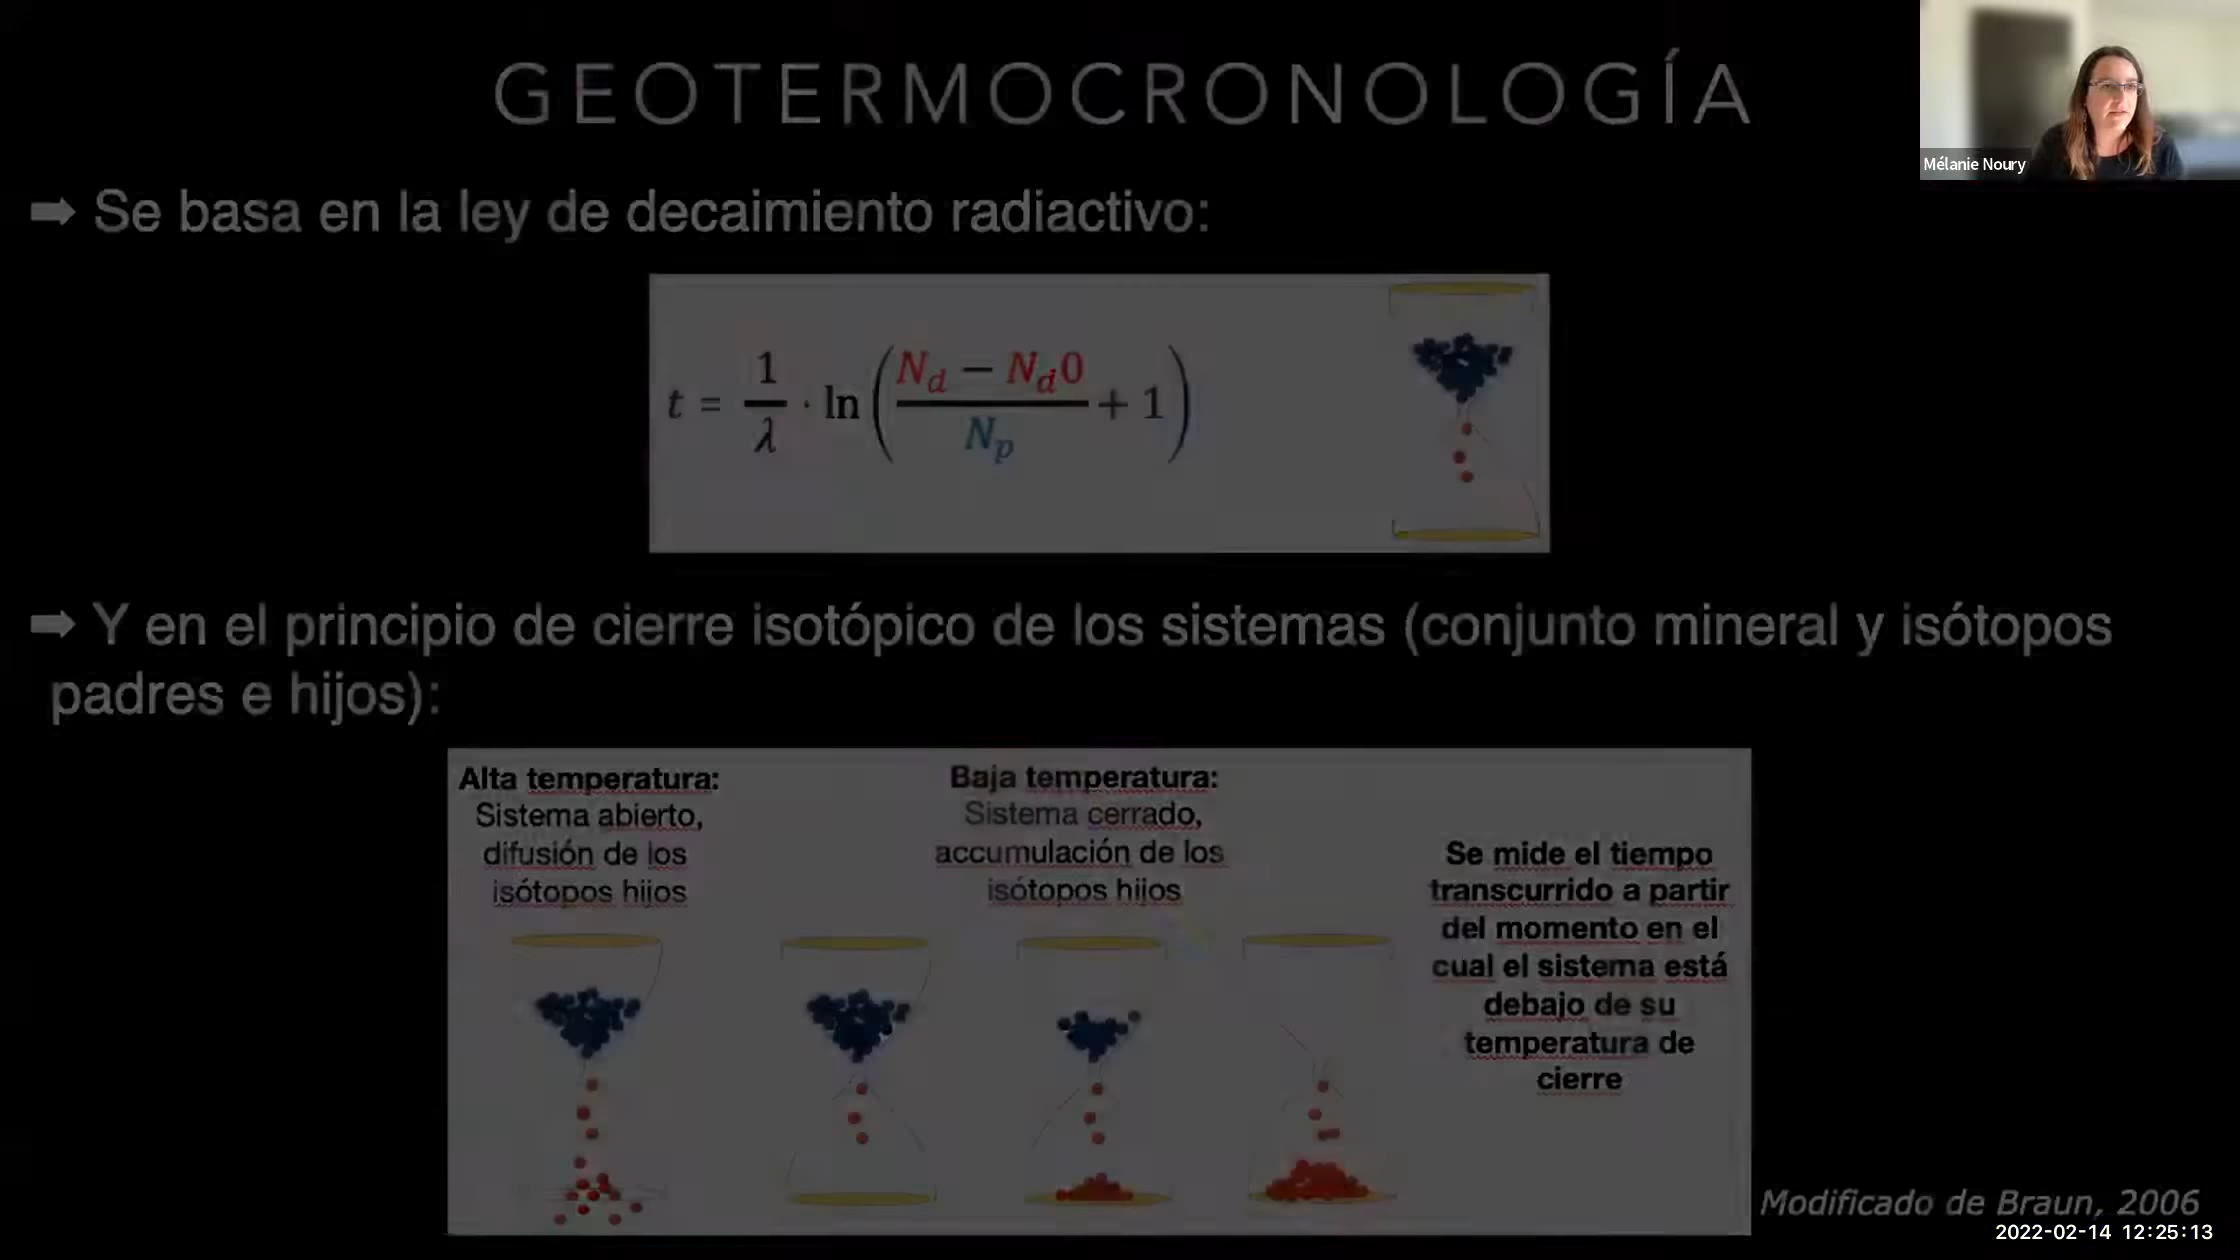 GEOTERMOCRONOLOGÍA
Mélanie Noury
➡ Se basa en la ley de decaimiento radiactivo:
t = 1/λ · ln((N_d − N_d0)/N_p + 1)
➡ Y en el principio de cierre isotópico de los sistemas (conjunto mineral y isótopos
padres e hijos):
Alta temperatura:
Sistema abierto,
difusión de los
isótopos hijos
Baja temperatura:
Sistema cerrado,
accumulación de los
isótopos hijos
Se mide el tiempo
transcurrido a partir
del momento en el
cual el sistema está
debajo de su
temperatura de
cierre
Modificado de Braun, 2006
2022-02-14 12:25:13